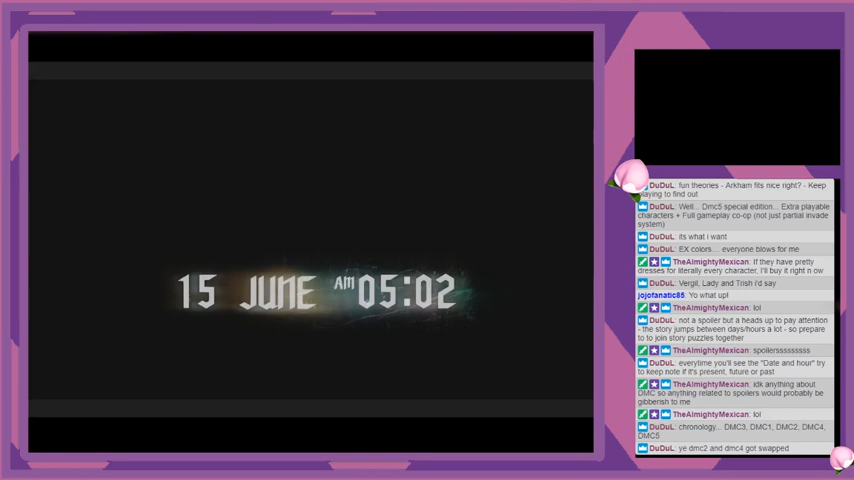 15 JUNE AM 05:02
DuDuL: fun theories - Arkham fits nice right? - Keep
playing to find out
DuDuL: Well... Dmc5 special edition... Extra playable
characters + Full gameplay co-op (not just partial invade
system)
DuDuL: its what i want
DuDuL: EX colors.... everyone blows for me
TheAlmightyMexican: If they have pretty
dresses for literally every character, I'll buy it right n ow
DuDuL: Vergil, Lady and Trish i'd say
jojofanatic85: Yo what up!
TheAlmightyMexican: lol
DuDuL: not a spoiler but a heads up to pay attention
- the story jumps between days/hours a lot - so prepare
to to join story puzzles together
TheAlmightyMexican: spoilersssssssss
DuDuL: everytime you'll see the "Date and hour" try
to keep note if it's present, future or past
TheAlmightyMexican: idk anything about
DMC so anything related to spoilers would probably be
gibberish to me
TheAlmightyMexican: lol
DuDuL: chronology... DMC3, DMC1, DMC2, DMC4,
DMC5
DuDuL: ye dmc2 and dmc4 got swapped